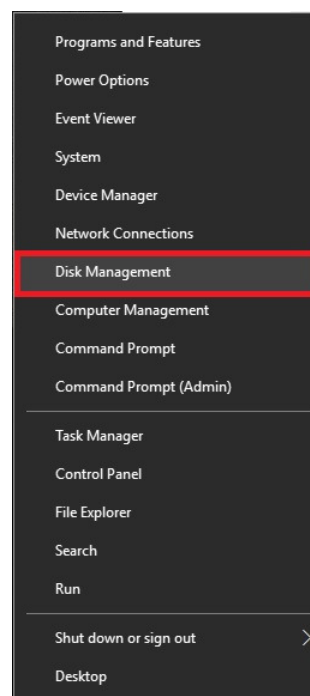 Programs and Features
Power Options
Event Viewer
System
Device Manager
Network Connections
Disk Management
Computer Management
Command Prompt
Command Prompt (Admin)
Task Manager
Control Panel
File Explorer
Search
Run
Shut down or sign out
Desktop